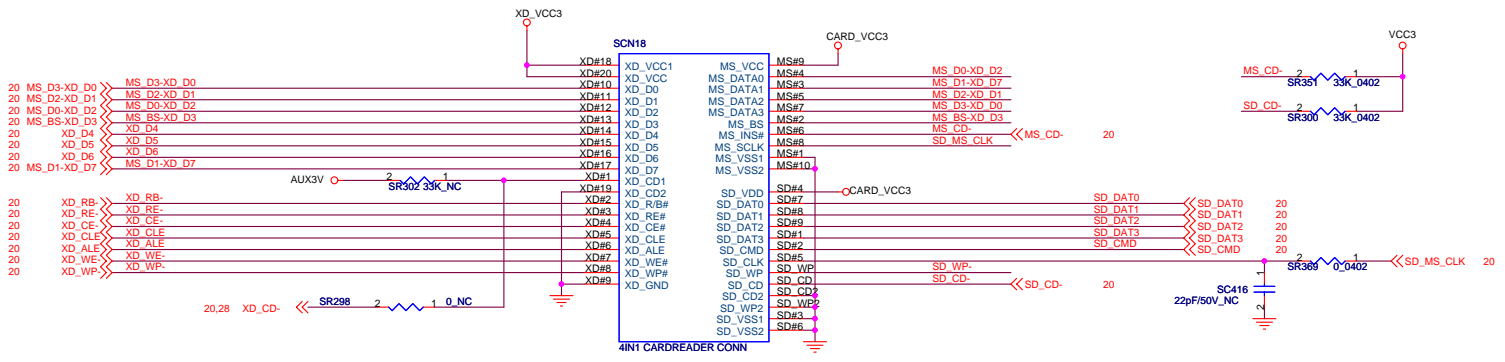 XD_VCC3
SCN18
CARD_VCC3
VCC3
XD#18 XD_VCC1 MS_VCC MS#9
XD#20 XD_VCC MS_DATA0 MS#4 MS_D0-XD_D2
20 MS_D3-XD_D0 MS_D3-XD_D0 XD#10 XD_D0 MS_DATA1 MS#3 MS_D1-XD_D7
20 MS_D2-XD_D1 MS_D2-XD_D1 XD#11 XD_D1 MS_DATA2 MS#5 MS_D2-XD_D1
20 MS_D0-XD_D2 MS_D0-XD_D2 XD#12 XD_D2 MS_DATA3 MS#7 MS_D3-XD_D0
20 MS_BS-XD_D3 MS_BS-XD_D3 XD#13 XD_D3 MS_BS MS#2 MS_BS-XD_D3
20 XD_D4 XD_D4 XD#14 XD_D4 MS_INS# MS#6 MS_CD- MS_CD- 20
20 XD_D5 XD_D5 XD#15 XD_D5 MS_SCLK MS#8 SD_MS_CLK
20 XD_D6 XD_D6 XD#16 XD_D6 MS_VSS1 MS#1
20 MS_D1-XD_D7 MS_D1-XD_D7 XD#17 XD_D7 MS_VSS2 MS#10
AUX3V 2 1 SR302 33K_NC XD#1 XD_CD1
XD#19 XD_CD2 SD_VDD SD#4 CARD_VCC3
20 XD_RB- XD_RB- XD#2 XD_R/B# SD_DAT0 SD#7 SD_DAT0 SD_DAT0 20
20 XD_RE- XD_RE- XD#3 XD_RE# SD_DAT1 SD#8 SD_DAT1 SD_DAT1 20
20 XD_CE- XD_CE- XD#4 XD_CE# SD_DAT2 SD#9 SD_DAT2 SD_DAT2 20
20 XD_CLE XD_CLE XD#5 XD_CLE SD_DAT3 SD#1 SD_DAT3 SD_DAT3 20
20 XD_ALE XD_ALE XD#6 XD_ALE SD_CMD SD#2 SD_CMD SD_CMD 20
20 XD_WE- XD_WE- XD#7 XD_WE# SD_CLK SD#5 2 1 SR369 0_0402 SD_MS_CLK 20
20 XD_WP- XD_WP- XD#8 XD_WP# SD_WP SD_WP SD_WP-
XD#9 XD_GND SD_CD SD_CD SD_CD- SD_CD- 20
SD_CD2 SD_CD2
20,28 XD_CD- SR298 2 1 0_NC SD_WP2 SD_WP2
SD_VSS1 SD#3
SD_VSS2 SD#6
4IN1 CARDREADER CONN
MS_CD- 2 1
SR351 33K_0402
SD_CD- 2 1
SR300 33K_0402
1
SC416
22pF/50V_NC
2